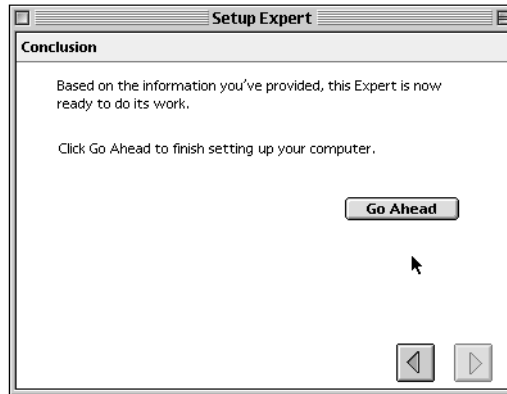 Setup Expert
Conclusion
Based on the information you've provided, this Expert is now
ready to do its work.
Click Go Ahead to finish setting up your computer.
Go Ahead